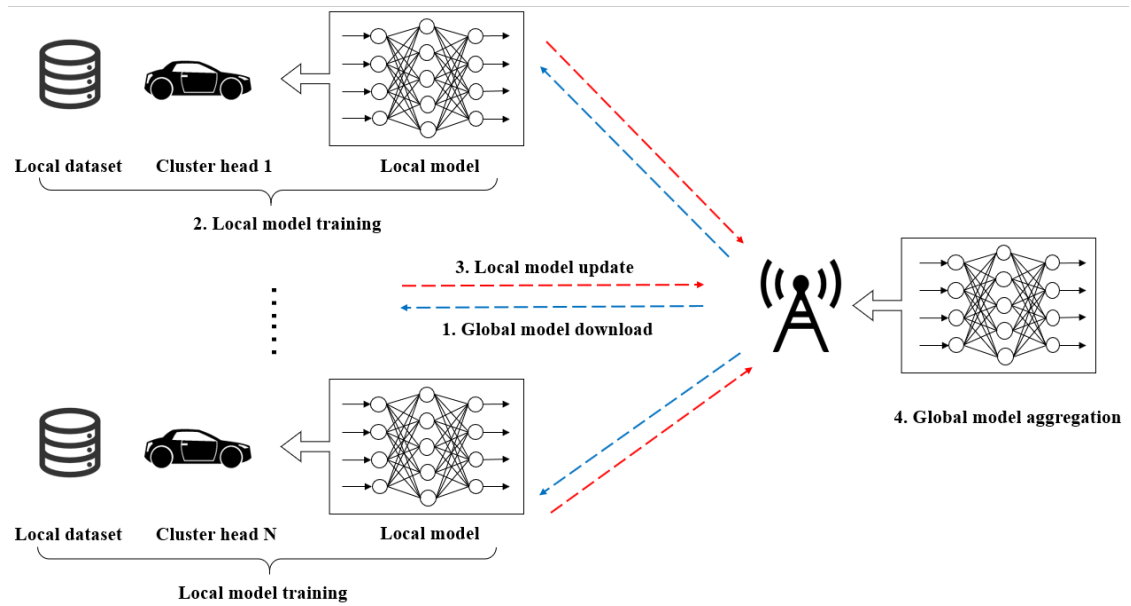 Local dataset
Cluster head 1
Local model
2. Local model training
3. Local model update
1. Global model download
4. Global model aggregation
Local dataset
Cluster head N
Local model
Local model training